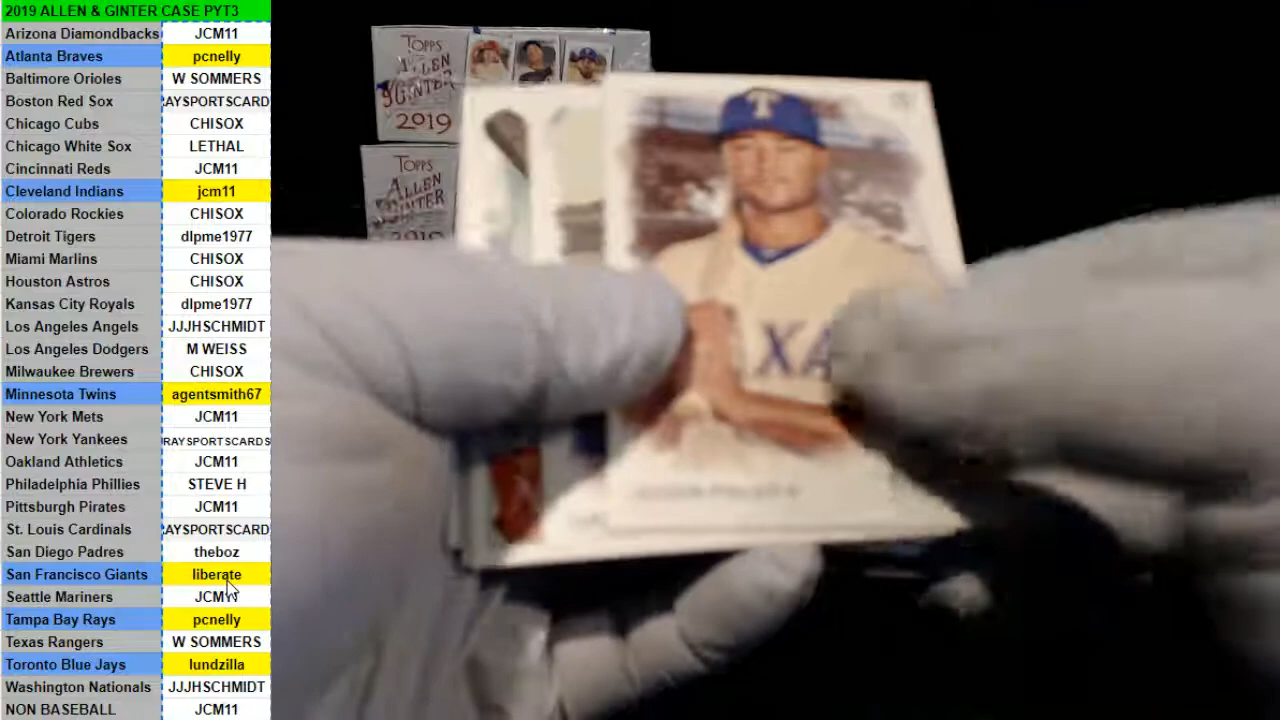 2019 ALLEN & GINTER CASE PYT3
Arizona Diamondbacks JCM11
Atlanta Braves pcnelly
Baltimore Orioles W SOMMERS
Boston Red Sox AYSPORTSCARD
Chicago Cubs CHISOX
Chicago White Sox LETHAL
Cincinnati Reds JCM11
Cleveland Indians jcm11
Colorado Rockies CHISOX
Detroit Tigers dlpme1977
Miami Marlins CHISOX
Houston Astros CHISOX
Kansas City Royals dlpme1977
Los Angeles Angels JJJHSCHMIDT
Los Angeles Dodgers M WEISS
Milwaukee Brewers CHISOX
Minnesota Twins agentsmith67
New York Mets JCM11
New York Yankees RAYSPORTSCARDS
Oakland Athletics JCM11
Philadelphia Phillies STEVE H
Pittsburgh Pirates JCM11
St. Louis Cardinals AYSPORTSCARD
San Diego Padres theboz
San Francisco Giants liberate
Seattle Mariners JCM11
Tampa Bay Rays pcnelly
Texas Rangers W SOMMERS
Toronto Blue Jays lundzilla
Washington Nationals JJJHSCHMIDT
NON BASEBALL JCM11
TOPPS
ALLEN
GINTER
2019
TOPPS
ALLEN
GINTER
2019
T
XA